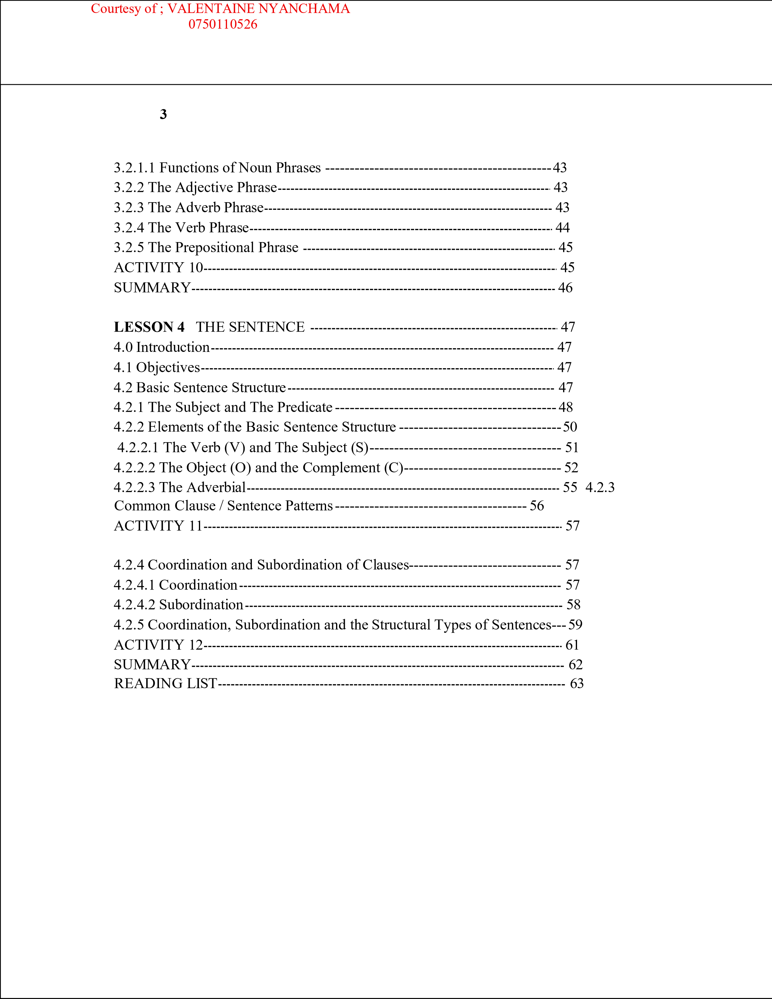 Courtesy of ; VALENTAINE NYANCHAMA
0750110526
3
3.2.1.1 Functions of Noun Phrases ----------------------------------------------43
3.2.2 The Adjective Phrase-------------------------------------------------------- 43
3.2.3 The Adverb Phrase----------------------------------------------------------- 43
3.2.4 The Verb Phrase-------------------------------------------------------------- 44
3.2.5 The Prepositional Phrase ---------------------------------------------------- 45
ACTIVITY 10------------------------------------------------------------------------ 45
SUMMARY--------------------------------------------------------------------------- 46
LESSON 4 THE SENTENCE --------------------------------------------------- 47
4.0 Introduction---------------------------------------------------------------------- 47
4.1 Objectives------------------------------------------------------------------------ 47
4.2 Basic Sentence Structure------------------------------------------------------- 47
4.2.1 The Subject and The Predicate ---------------------------------------------48
4.2.2 Elements of the Basic Sentence Structure ---------------------------------50
4.2.2.1 The Verb (V) and The Subject (S)--------------------------------------- 51
4.2.2.2 The Object (O) and the Complement (C)-------------------------------- 52
4.2.2.3 The Adverbial---------------------------------------------------------------- 55 4.2.3
Common Clause / Sentence Patterns --------------------------------------- 56
ACTIVITY 11------------------------------------------------------------------------- 57
4.2.4 Coordination and Subordination of Clauses------------------------------- 57
4.2.4.1 Coordination ------------------------------------------------------------------ 57
4.2.4.2 Subordination ----------------------------------------------------------------- 58
4.2.5 Coordination, Subordination and the Structural Types of Sentences--- 59
ACTIVITY 12------------------------------------------------------------------------- 61
SUMMARY---------------------------------------------------------------------------- 62
READING LIST----------------------------------------------------------------------- 63